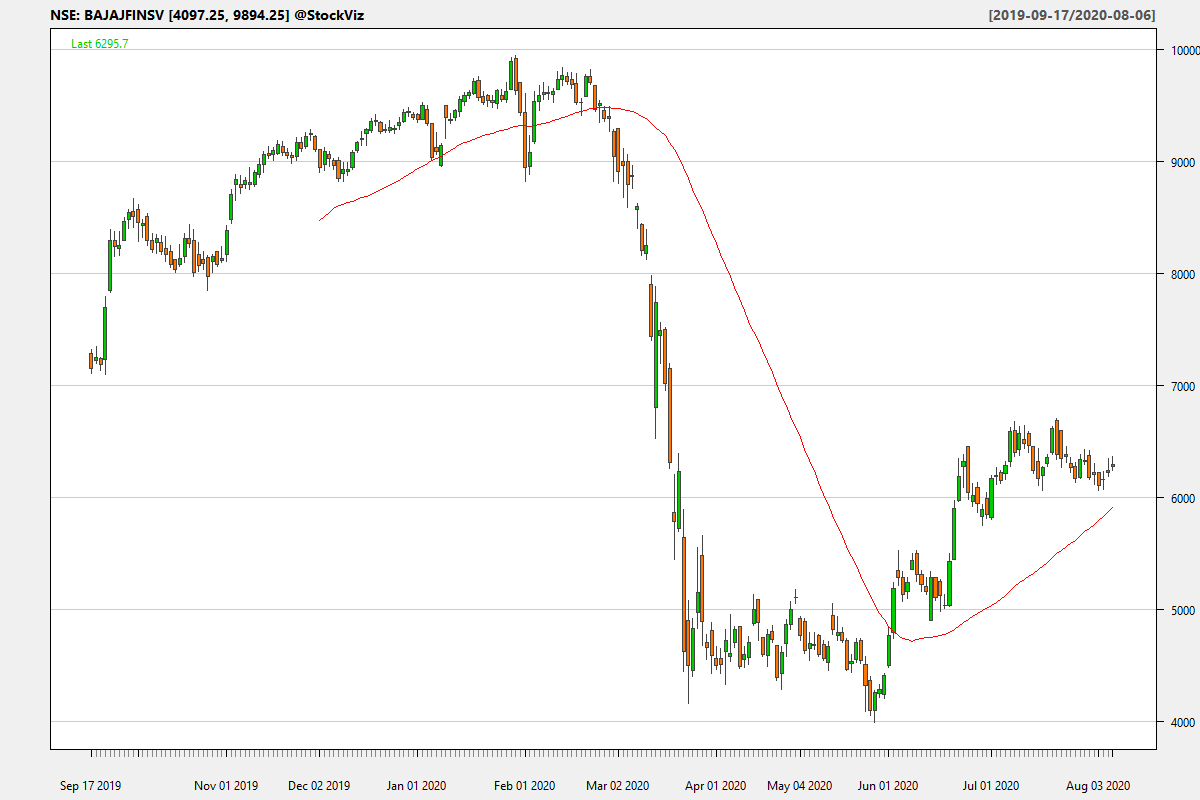 NSE: BAJAJFINSV [4097.25, 9894.25] @StockViz [2019-09-17/2020-08-06]
Last 6295.7
10000
9000
8000
7000
6000
5000
4000
Sep 17 2019 Nov 01 2019 Dec 02 2019 Jan 01 2020 Feb 01 2020 Mar 02 2020 Apr 01 2020 May 04 2020 Jun 01 2020 Jul 01 2020 Aug 03 2020